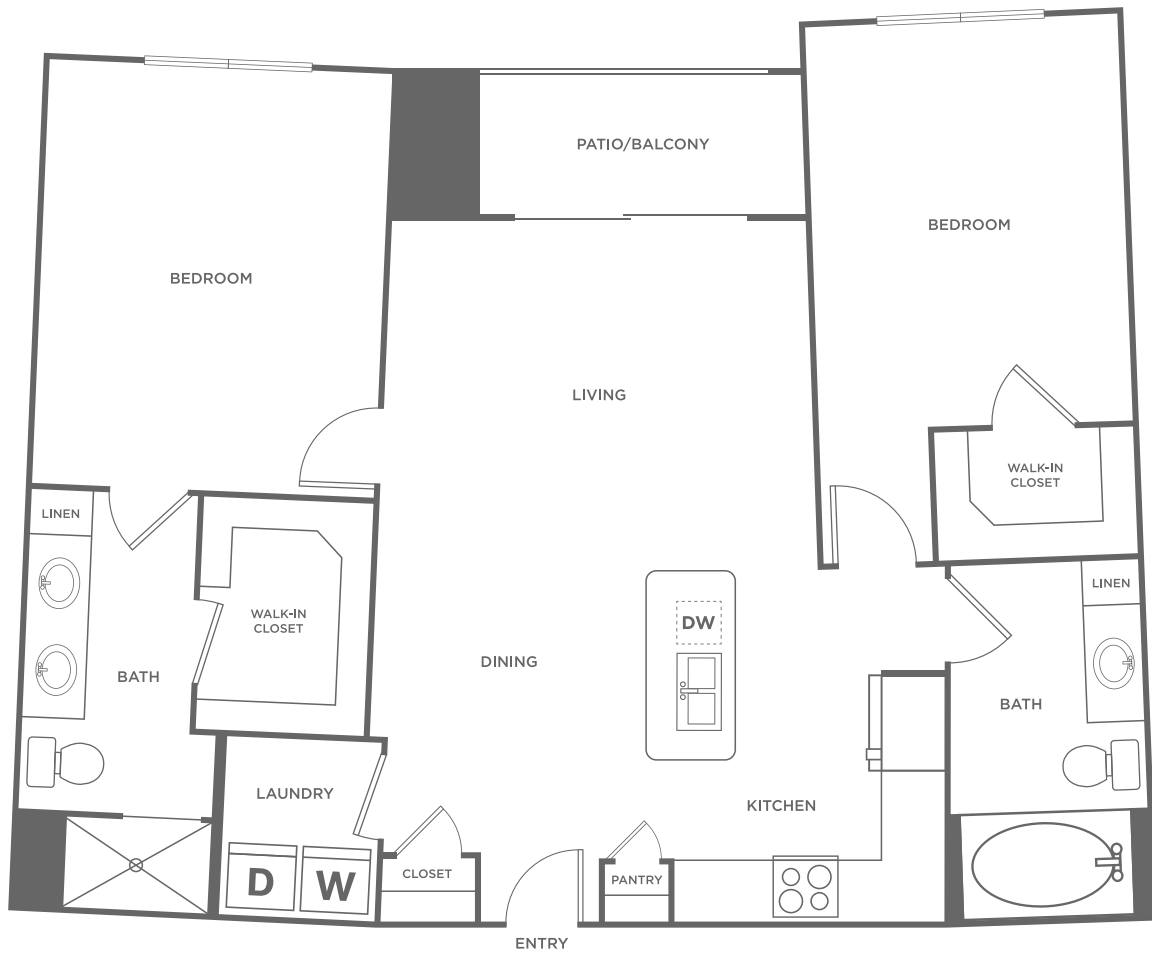 PATIO/BALCONY
BEDROOM
BEDROOM
LIVING
WALK-IN
CLOSET
LINEN
LINEN
WALK-IN
CLOSET
DW
DINING
BATH
BATH
LAUNDRY
KITCHEN
D
W
CLOSET
PANTRY
ENTRY